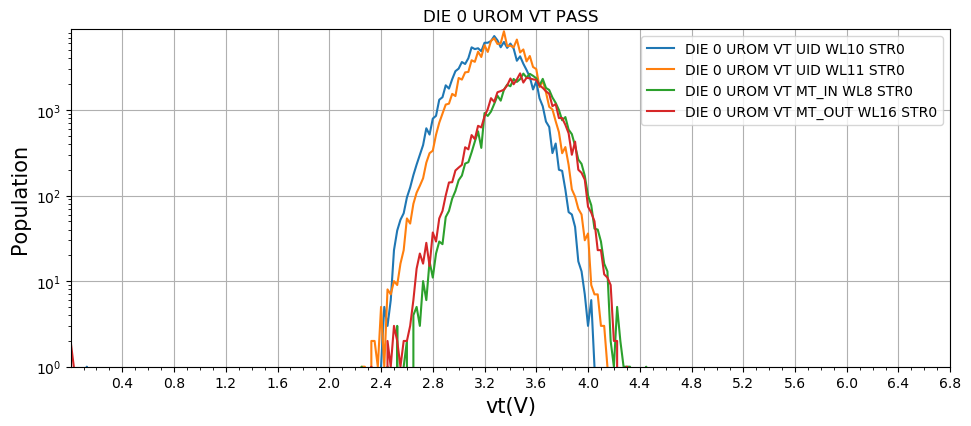 DIE 0 UROM VT PASS
DIE 0 UROM VT UID WL10 STR0
DIE 0 UROM VT UID WL11 STR0
DIE 0 UROM VT MT_IN WL8 STR0
DIE 0 UROM VT MT_OUT WL16 STR0
Population
10^3
10^2
10^1
10^0
0.4 0.8 1.2 1.6 2.0 2.4 2.8 3.2 3.6 4.0 4.4 4.8 5.2 5.6 6.0 6.4 6.8
vt(V)